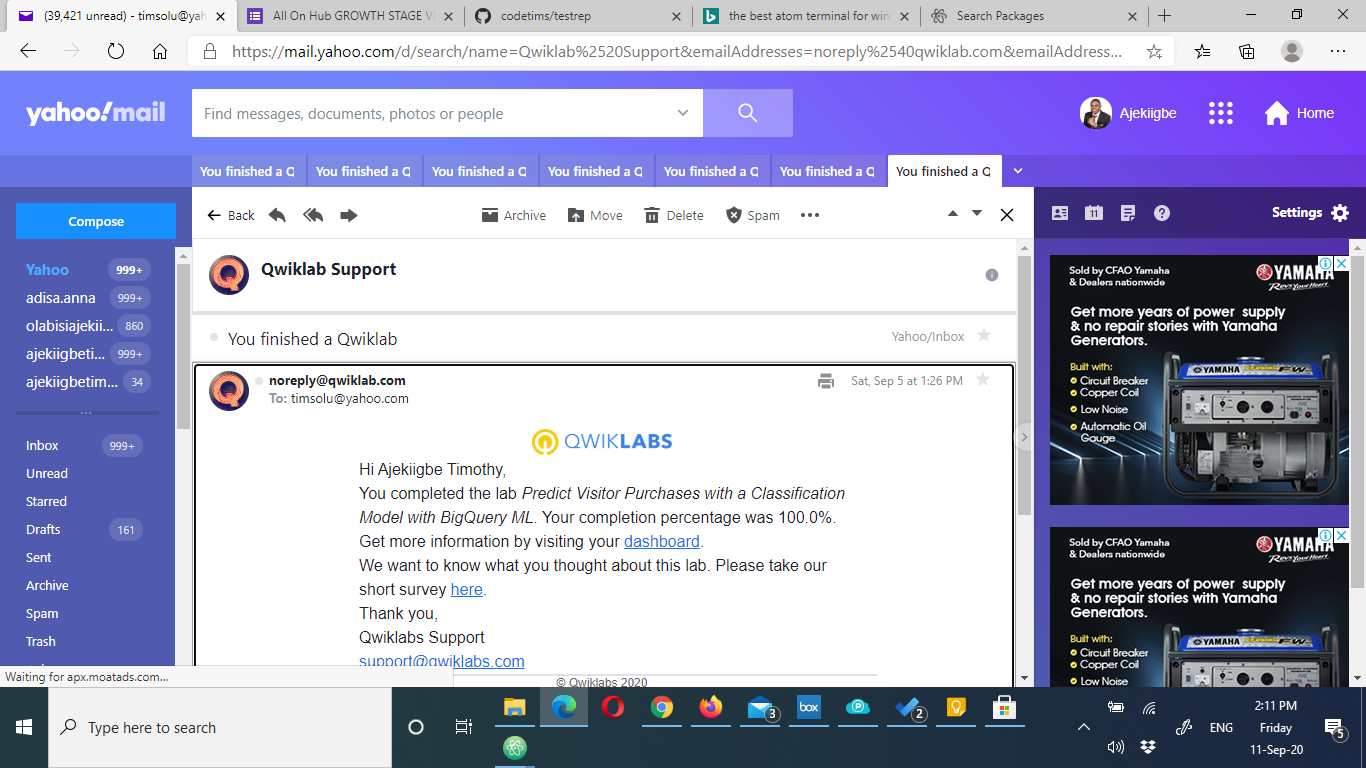 (39,421 unread) - timsolu@yah
All On Hub GROWTH STAGE V
codetims/testrep
the best atom terminal for win
Search Packages
https://mail.yahoo.com/d/search/name=Qwiklab%2520Support&emailAddresses=noreply%2540qwiklab.com&emailAddress...
yahoo!mail
Find messages, documents, photos or people
Ajekiigbe
Home
You finished a Q
You finished a Q
You finished a Q
You finished a Q
You finished a Q
You finished a Q
You finished a Q
Compose
Back
Archive
Move
Delete
Spam
11
Settings
Yahoo 999+
adisa.anna 999+
olabisiajekii... 860
ajekiigbeti... 999+
ajekiigbetim... 34
Inbox 999+
Unread
Starred
Drafts 161
Sent
Archive
Spam
Trash
Qwiklab Support
You finished a Qwiklab
Yahoo/Inbox
noreply@qwiklab.com
Sat, Sep 5 at 1:26 PM
To: timsolu@yahoo.com
QWIKLABS
Hi Ajekiigbe Timothy,
You completed the lab Predict Visitor Purchases with a Classification
Model with BigQuery ML. Your completion percentage was 100.0%.
Get more information by visiting your dashboard.
We want to know what you thought about this lab. Please take our
short survey here.
Thank you,
Qwiklabs Support
support@qwiklabs.com
© Qwiklabs 2020
Sold by CFAO Yamaha
& Dealers nationwide
YAMAHA
Revs Your Heart
Get more years of power supply
& no repair stories with Yamaha
Generators.
Built with:
Circuit Breaker
Copper Coil
Low Noise
Automatic Oil
Gauge
YAMAHA
Sold by CFAO Yamaha
& Dealers nationwide
YAMAHA
Revs Your Heart
Get more years of power supply
& no repair stories with Yamaha
Generators.
Built with:
Circuit Breaker
Copper Coil
Low Noise
YAMAHA
Waiting for apx.moatads.com...
Type here to search
3
box
2
ENG
2:11 PM
Friday
11-Sep-20
5